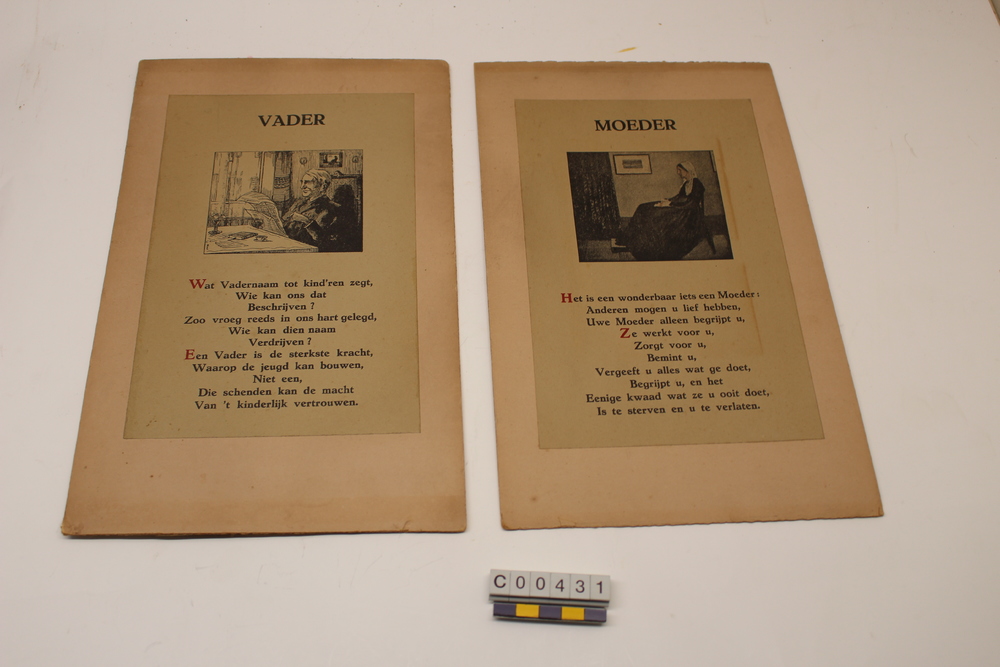 VADER
Wat Vadernaam tot kind'ren zegt,
Wie kan ons dat
Beschrijven ?
Zoo vroeg reeds in ons hart gelegd,
Wie kan dien naam
Verdrijven ?
Een Vader is de sterkste kracht,
Waarop de jeugd kan bouwen,
Niet een,
Die schenden kan de macht
Van 't kinderlijk vertrouwen.
MOEDER
Het is een wonderbaar iets een Moeder:
Anderen mogen u lief hebben,
Uwe Moeder alleen begrijpt u,
Ze werkt voor u,
Zorgt voor u,
Bemint u,
Vergeeft u alles wat ge doet,
Begrijpt u, en het
Eenige kwaad wat ze u ooit doet,
Is te sterven en u te verlaten.
C00431